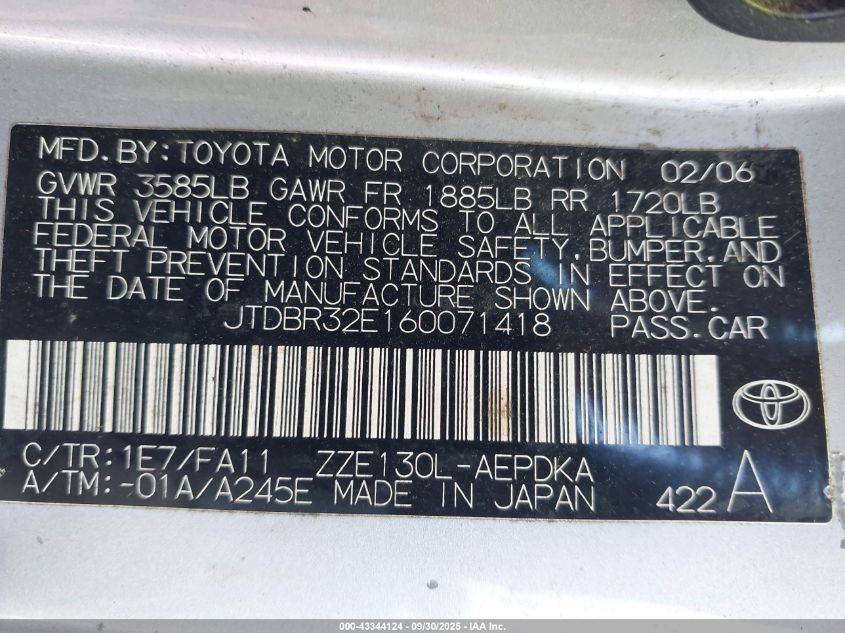 MFD. BY: TOYOTA MOTOR CORPORATION 02/06
GVWR 3585LB GAWR FR 1885LB RR 1720LB
THIS VEHICLE CONFORMS TO ALL APPLICABLE
FEDERAL MOTOR VEHICLE SAFETY, BUMPER, AND
THEFT PREVENTION STANDARDS IN EFFECT ON
THE DATE OF MANUFACTURE SHOWN ABOVE.
JTDBR32E160071418 PASS. CAR
C/TR: 1E7/FA11 ZZE130L-AEPDKA
A/TM: -01A/A245E MADE IN JAPAN 422 A
000-43344124 - 09/30/2025 - IAA Inc.